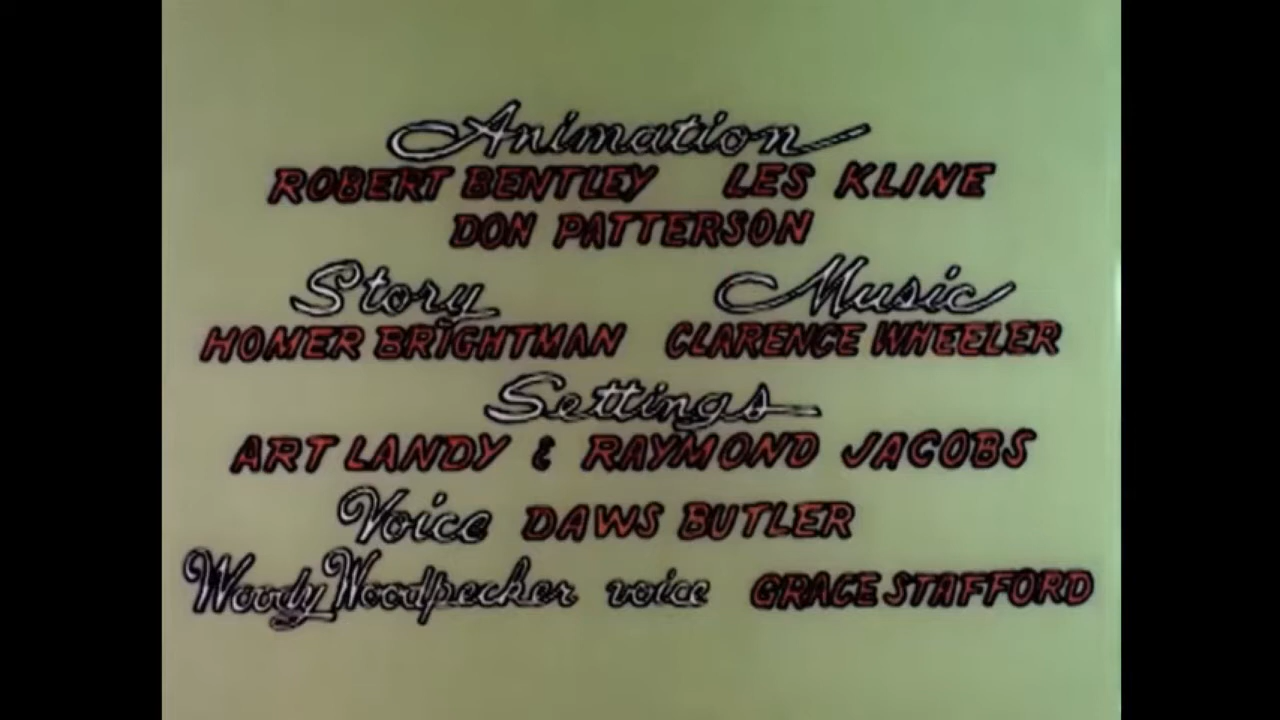 Animation
ROBERT BENTLEY LES KLINE
DON PATTERSON
Story Music
HOMER BRIGHTMAN CLARENCE WHEELER
Settings
ART LANDY & RAYMOND JACOBS
Voice DAWS BUTLER
Woody Woodpecker voice GRACE STAFFORD